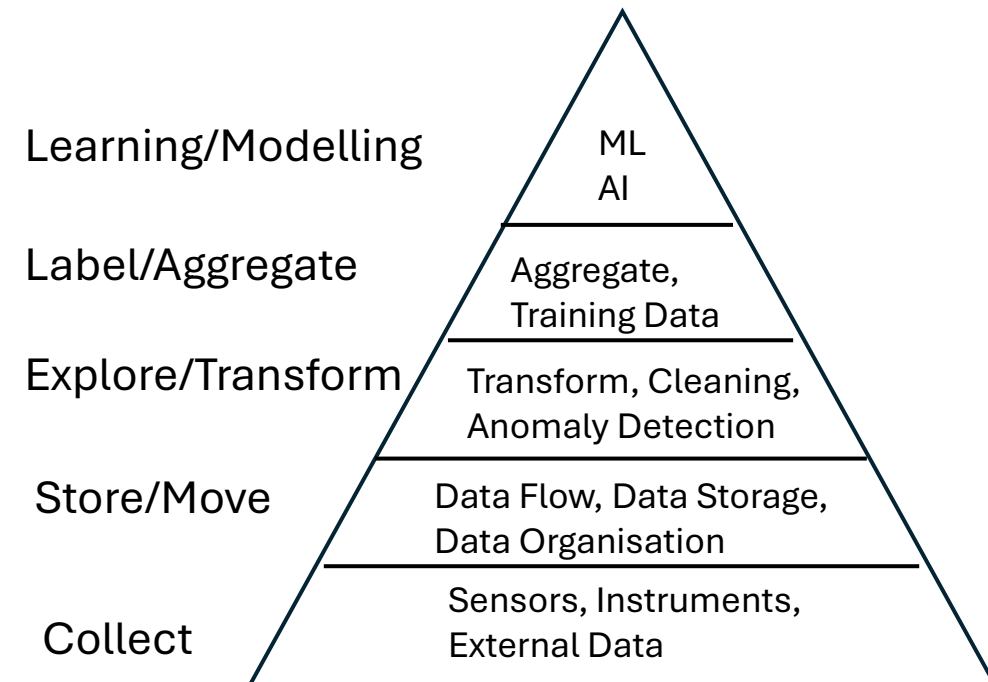 Learning/Modelling
ML
AI
Label/Aggregate
Aggregate,
Training Data
Explore/Transform
Transform, Cleaning,
Anomaly Detection
Store/Move
Data Flow, Data Storage,
Data Organisation
Collect
Sensors, Instruments,
External Data